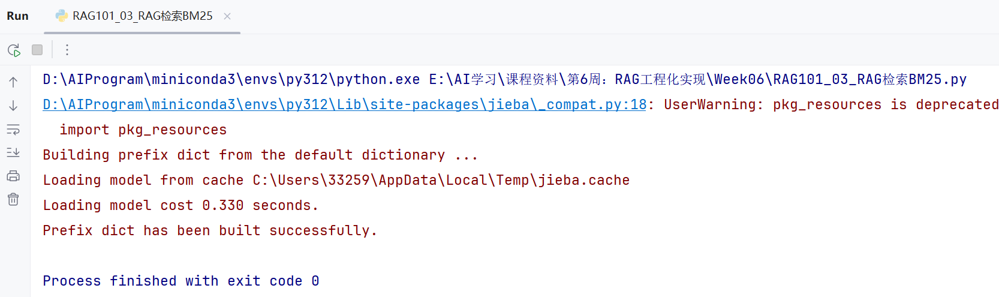 Run RAG101_03_RAG检索BM25
D:\AIProgram\miniconda3\envs\py312\python.exe E:\AI学习\课程资料\第6周：RAG工程化实现\Week06\RAG101_03_RAG检索BM25.py
D:\AIProgram\miniconda3\envs\py312\Lib\site-packages\jieba\_compat.py:18: UserWarning: pkg_resources is deprecated
import pkg_resources
Building prefix dict from the default dictionary ...
Loading model from cache C:\Users\33259\AppData\Local\Temp\jieba.cache
Loading model cost 0.330 seconds.
Prefix dict has been built successfully.
Process finished with exit code 0